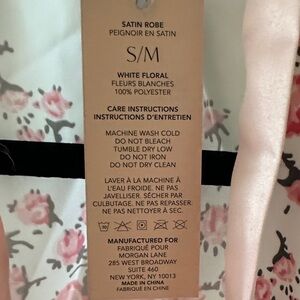 SATIN ROBE
PEIGNOIR EN SATIN
S/M
WHITE FLORAL
FLEURS BLANCHES
100% POLYESTER
CARE INSTRUCTIONS
INSTRUCTIONS D'ENTRETIEN
MACHINE WASH COLD
DO NOT BLEACH
TUMBLE DRY LOW
DO NOT IRON
DO NOT DRY CLEAN
LAVER À LA MACHINE À
L'EAU FROIDE. NE PAS
JAVELLISER. SÉCHER PAR
CULBUTAGE. NE PAS REPASSER.
NE PAS NETTOYER À SEC.
MANUFACTURED FOR
FABRIQUÉ POUR
MORGAN LANE
285 WEST BROADWAY
SUITE 460
NEW YORK, NY 10013
MADE IN CHINA
FABRIQUÉ EN CHINE